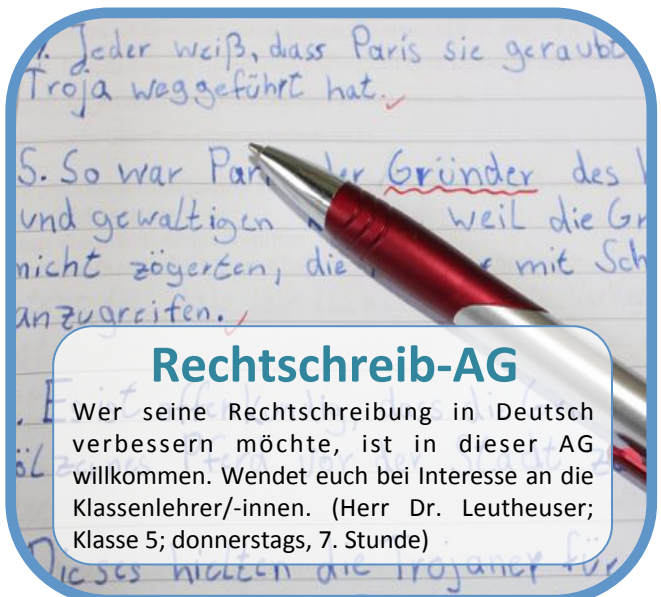 1. Jeder weiß, dass Paris sie geraubt
Troja weggeführt hat.
5. So war der Gründer des
und gewaltigen weil die
nicht zögerten, die mit
anzugreifen.
Rechtschreib-AG
Wer seine Rechtschreibung in Deutsch
verbessern möchte, ist in dieser AG
willkommen. Wendet euch bei Interesse an die
Klassenlehrer/-innen. (Herr Dr. Leutheuser;
Klasse 5; donnerstags, 7. Stunde)
Dieses hielten die Trojaner für